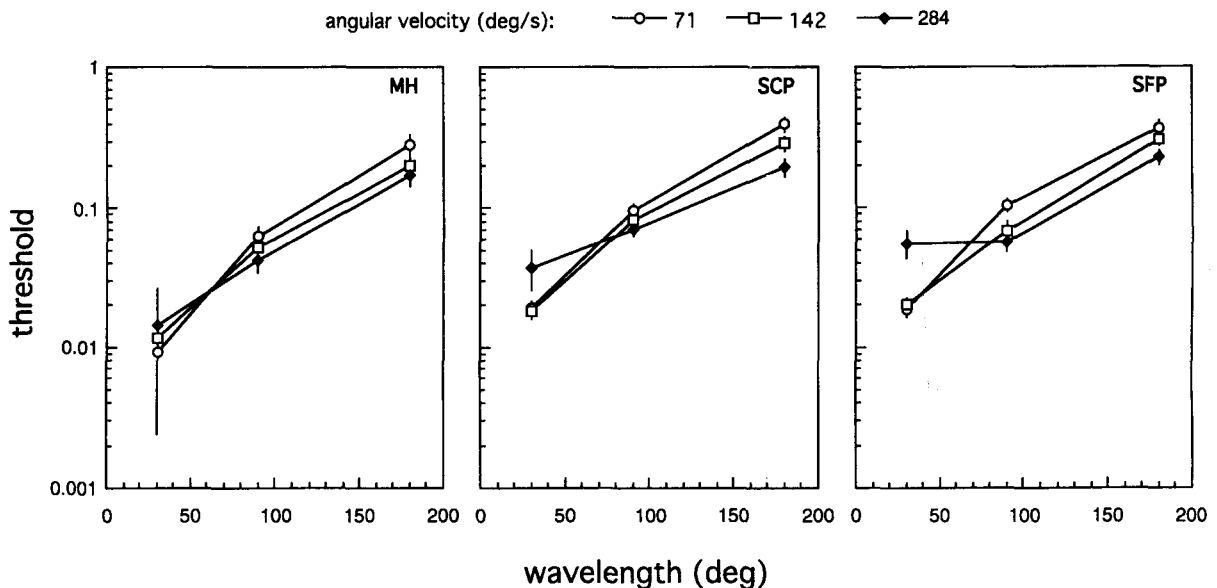 angular velocity (deg/s): 71 142 284
MH SCP SFP
1
0.1
0.01
0.001
threshold
0 50 100 150 200 0 50 100 150 200 0 50 100 150 200
wavelength (deg)